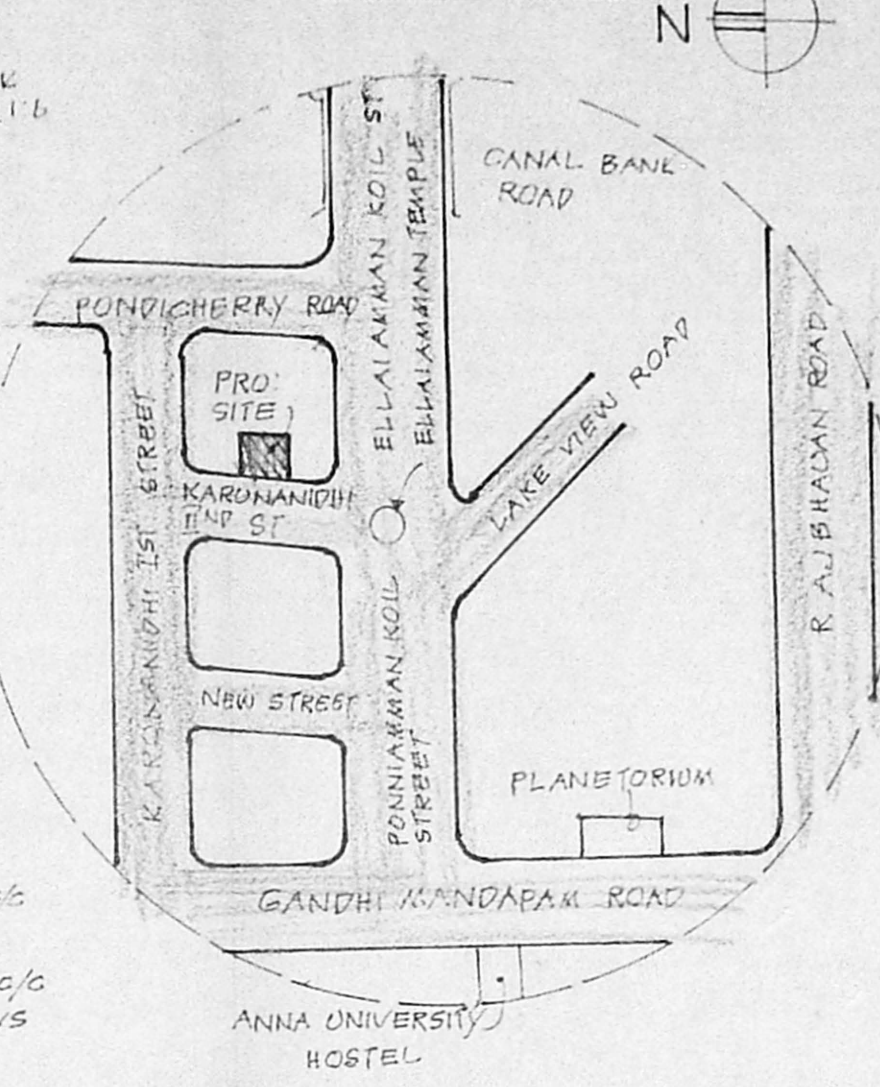 N
CANAL BANK
ROAD
ELLAIAMMAN KOIL ST
ELLAIAMMAN TEMPLE
PONDICHERRY ROAD
PRO:
SITE
KARUNANIDHI
IIND ST
KARUNANIDHI IST STREET
LAKE VIEW ROAD
RAJBHAVAN ROAD
NEW STREET
PONNIAMMAN KOIL
STREET
PLANETORIUM
GANDHI MANDAPAM ROAD
ANNA UNIVERSITY
HOSTEL